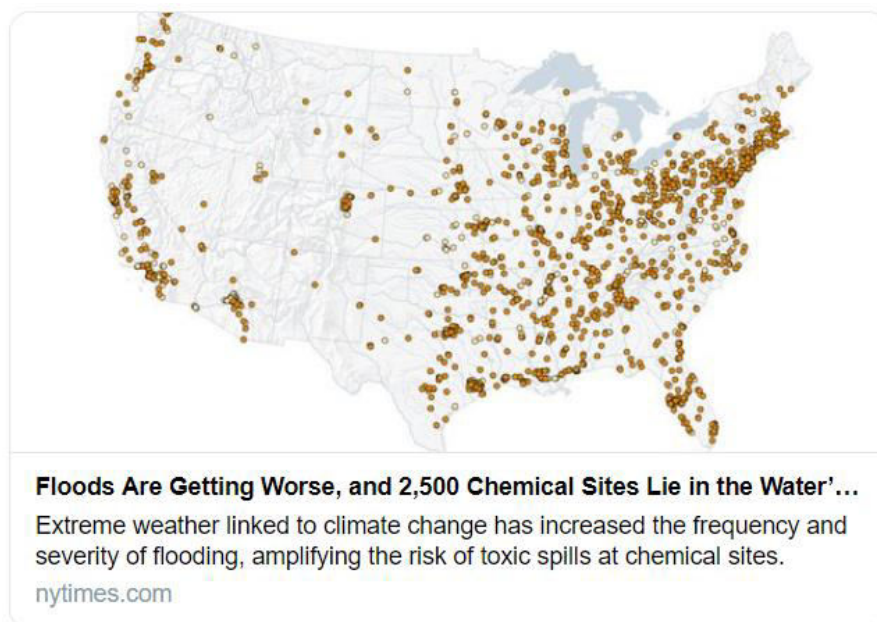 Floods Are Getting Worse, and 2,500 Chemical Sites Lie in the Water’...
Extreme weather linked to climate change has increased the frequency and
severity of flooding, amplifying the risk of toxic spills at chemical sites.
nytimes.com